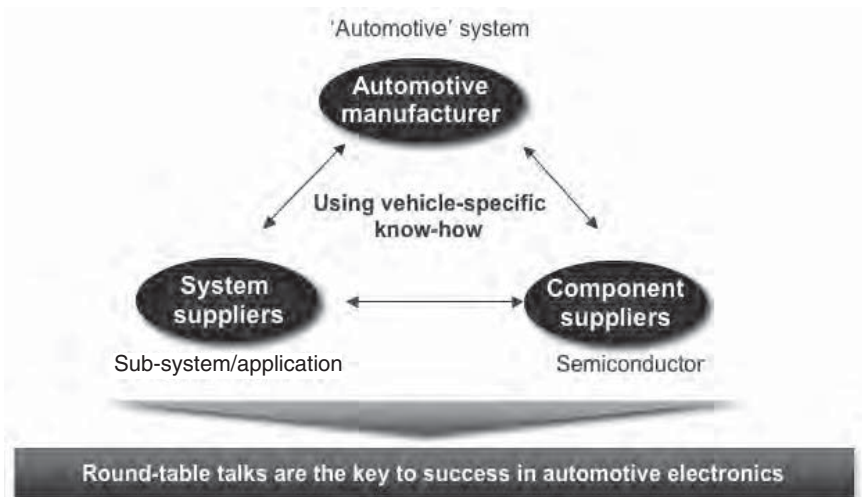 'Automotive' system
Automotive
manufacturer
Using vehicle-specific
know-how
System
suppliers
Component
suppliers
Sub-system/application
Semiconductor
Round-table talks are the key to success in automotive electronics